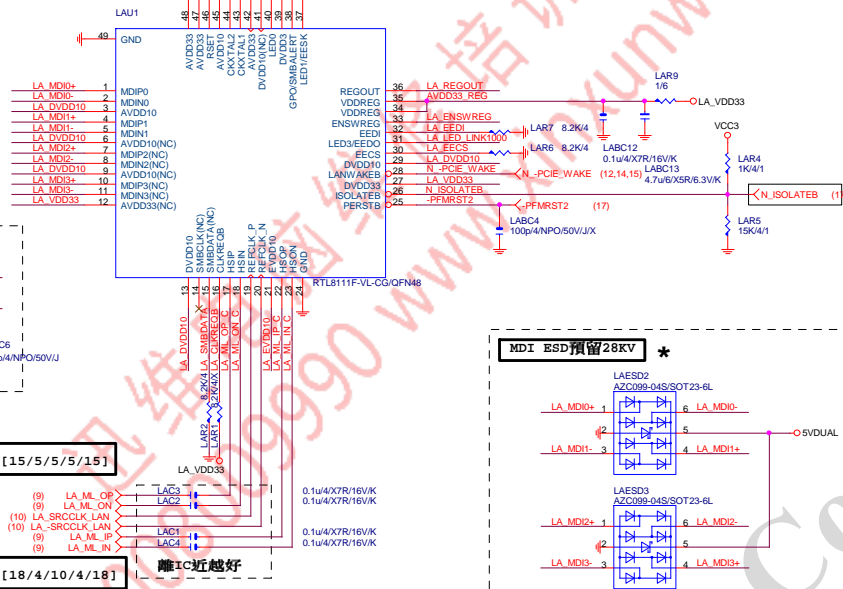 LAU1
48 47 46 45 44 43 42 41 40 39 38 37
49 GND
AVDD33
AVDD33
RSET
AVDD10
CKXTAL2
CKXTAL1
AVDD33
DVDD10(NC)
LED0
DVDD3
GPO/SMBALERT
LED1/EESK
LA_MDI0+ 1 MDIP0
LA_MDI0- 2 MDIN0
LA_DVDD10 3 AVDD10
LA_MDI1+ 4 MDIP1
LA_MDI1- 5 MDIN1
LA_DVDD10 6 AVDD10(NC)
LA_MDI2+ 7 MDIP2(NC)
LA_MDI2- 8 MDIN2(NC)
LA_DVDD10 9 AVDD10(NC)
LA_MDI3+ 10 MDIP3(NC)
LA_MDI3- 11 MDIN3(NC)
LA_VDD33 12 AVDD33(NC)
REGOUT 36 LA_REGOUT
VDDREG 35 AVDD33_REG
VDDREG 34
ENSWREG 33 LA_ENSWREG
EEDI 32 LA_EEDI
LED3/EEDO 31 LA_LED_LINK1000
EECS 30 LA_EECS
DVDD10 29 LA_DVDD10
LANWAKEB 28 N_-PCIE_WAKE
DVDD33 27 LA_VDD33
ISOLATEB 26 N_ISOLATEB
PERSTB 25 -PFMRST2
LAR7 8.2K/4
LAR6 8.2K/4
N_-PCIE_WAKE (12,14,15)
-PFMRST2 (17)
LABC4
100p/4/NPO/50V/J/X
LAR9
1/6
LA_VDD33
LABC12
0.1u/4/X7R/16V/K
LABC13
4.7u/6/X5R/6.3V/K
VCC3
LAR4
1K/4/1
N_ISOLATEB (1
LAR5
15K/4/1
DVDD10
SMBCLK(NC)
SMBDATA(NC)
CLKREQB
HSIP
HSIN
REFCLK_P
REFCLK_N
EVDD10
HSOP
HSON
GND
RTL8111F-VL-CG/QFN48
13 14 15 16 17 18 19 20 21 22 23 24
LA_DVDD10
LA_SMBDATA
LA_CLKREQB
LA_ML_OP_C
LA_ML_ON_C
LA_EVDD10
LA_ML_IP_C
LA_ML_IN_C
8.2K/4
8.2K/4/X
LAR2
LAR1
LA_VDD33
C6
/4/NPO/50V/J
[15/5/5/5/15]
(9) LA_ML_OP LAC3 0.1u/4/X7R/16V/K
(9) LA_ML_ON LAC2 0.1u/4/X7R/16V/K
(10) LA_SRCCLK_LAN
(10) LA_-SRCCLK_LAN
(9) LA_ML_IP LAC1 0.1u/4/X7R/16V/K
(9) LA_ML_IN LAC4 0.1u/4/X7R/16V/K
離IC近越好
[18/4/10/4/18]
MDI ESD預留28KV *
LAESD2
AZC099-04S/SOT23-6L
LA_MDI0+ 1 6 LA_MDI0-
2 5 5VDUAL
LA_MDI1- 3 4 LA_MDI1+
LAESD3
AZC099-04S/SOT23-6L
LA_MDI2+ 1 6 LA_MDI2-
2 5
LA_MDI3- 3 4 LA_MDI3+